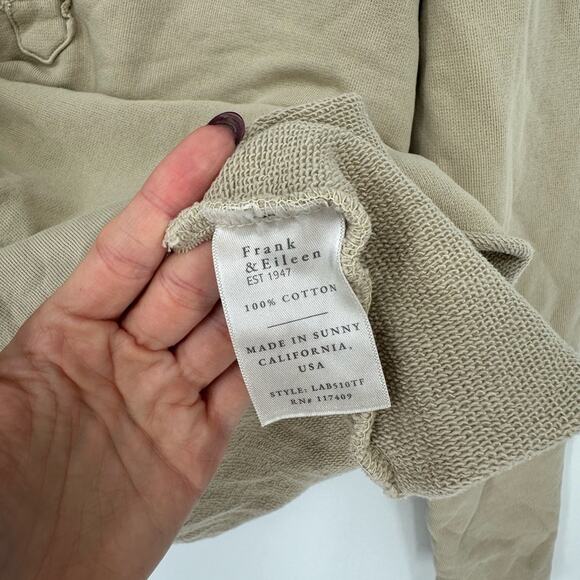 Frank
& Eileen
EST 1947
100% COTTON
MADE IN SUNNY
CALIFORNIA,
USA
STYLE: LAB510TF
RN# 117409